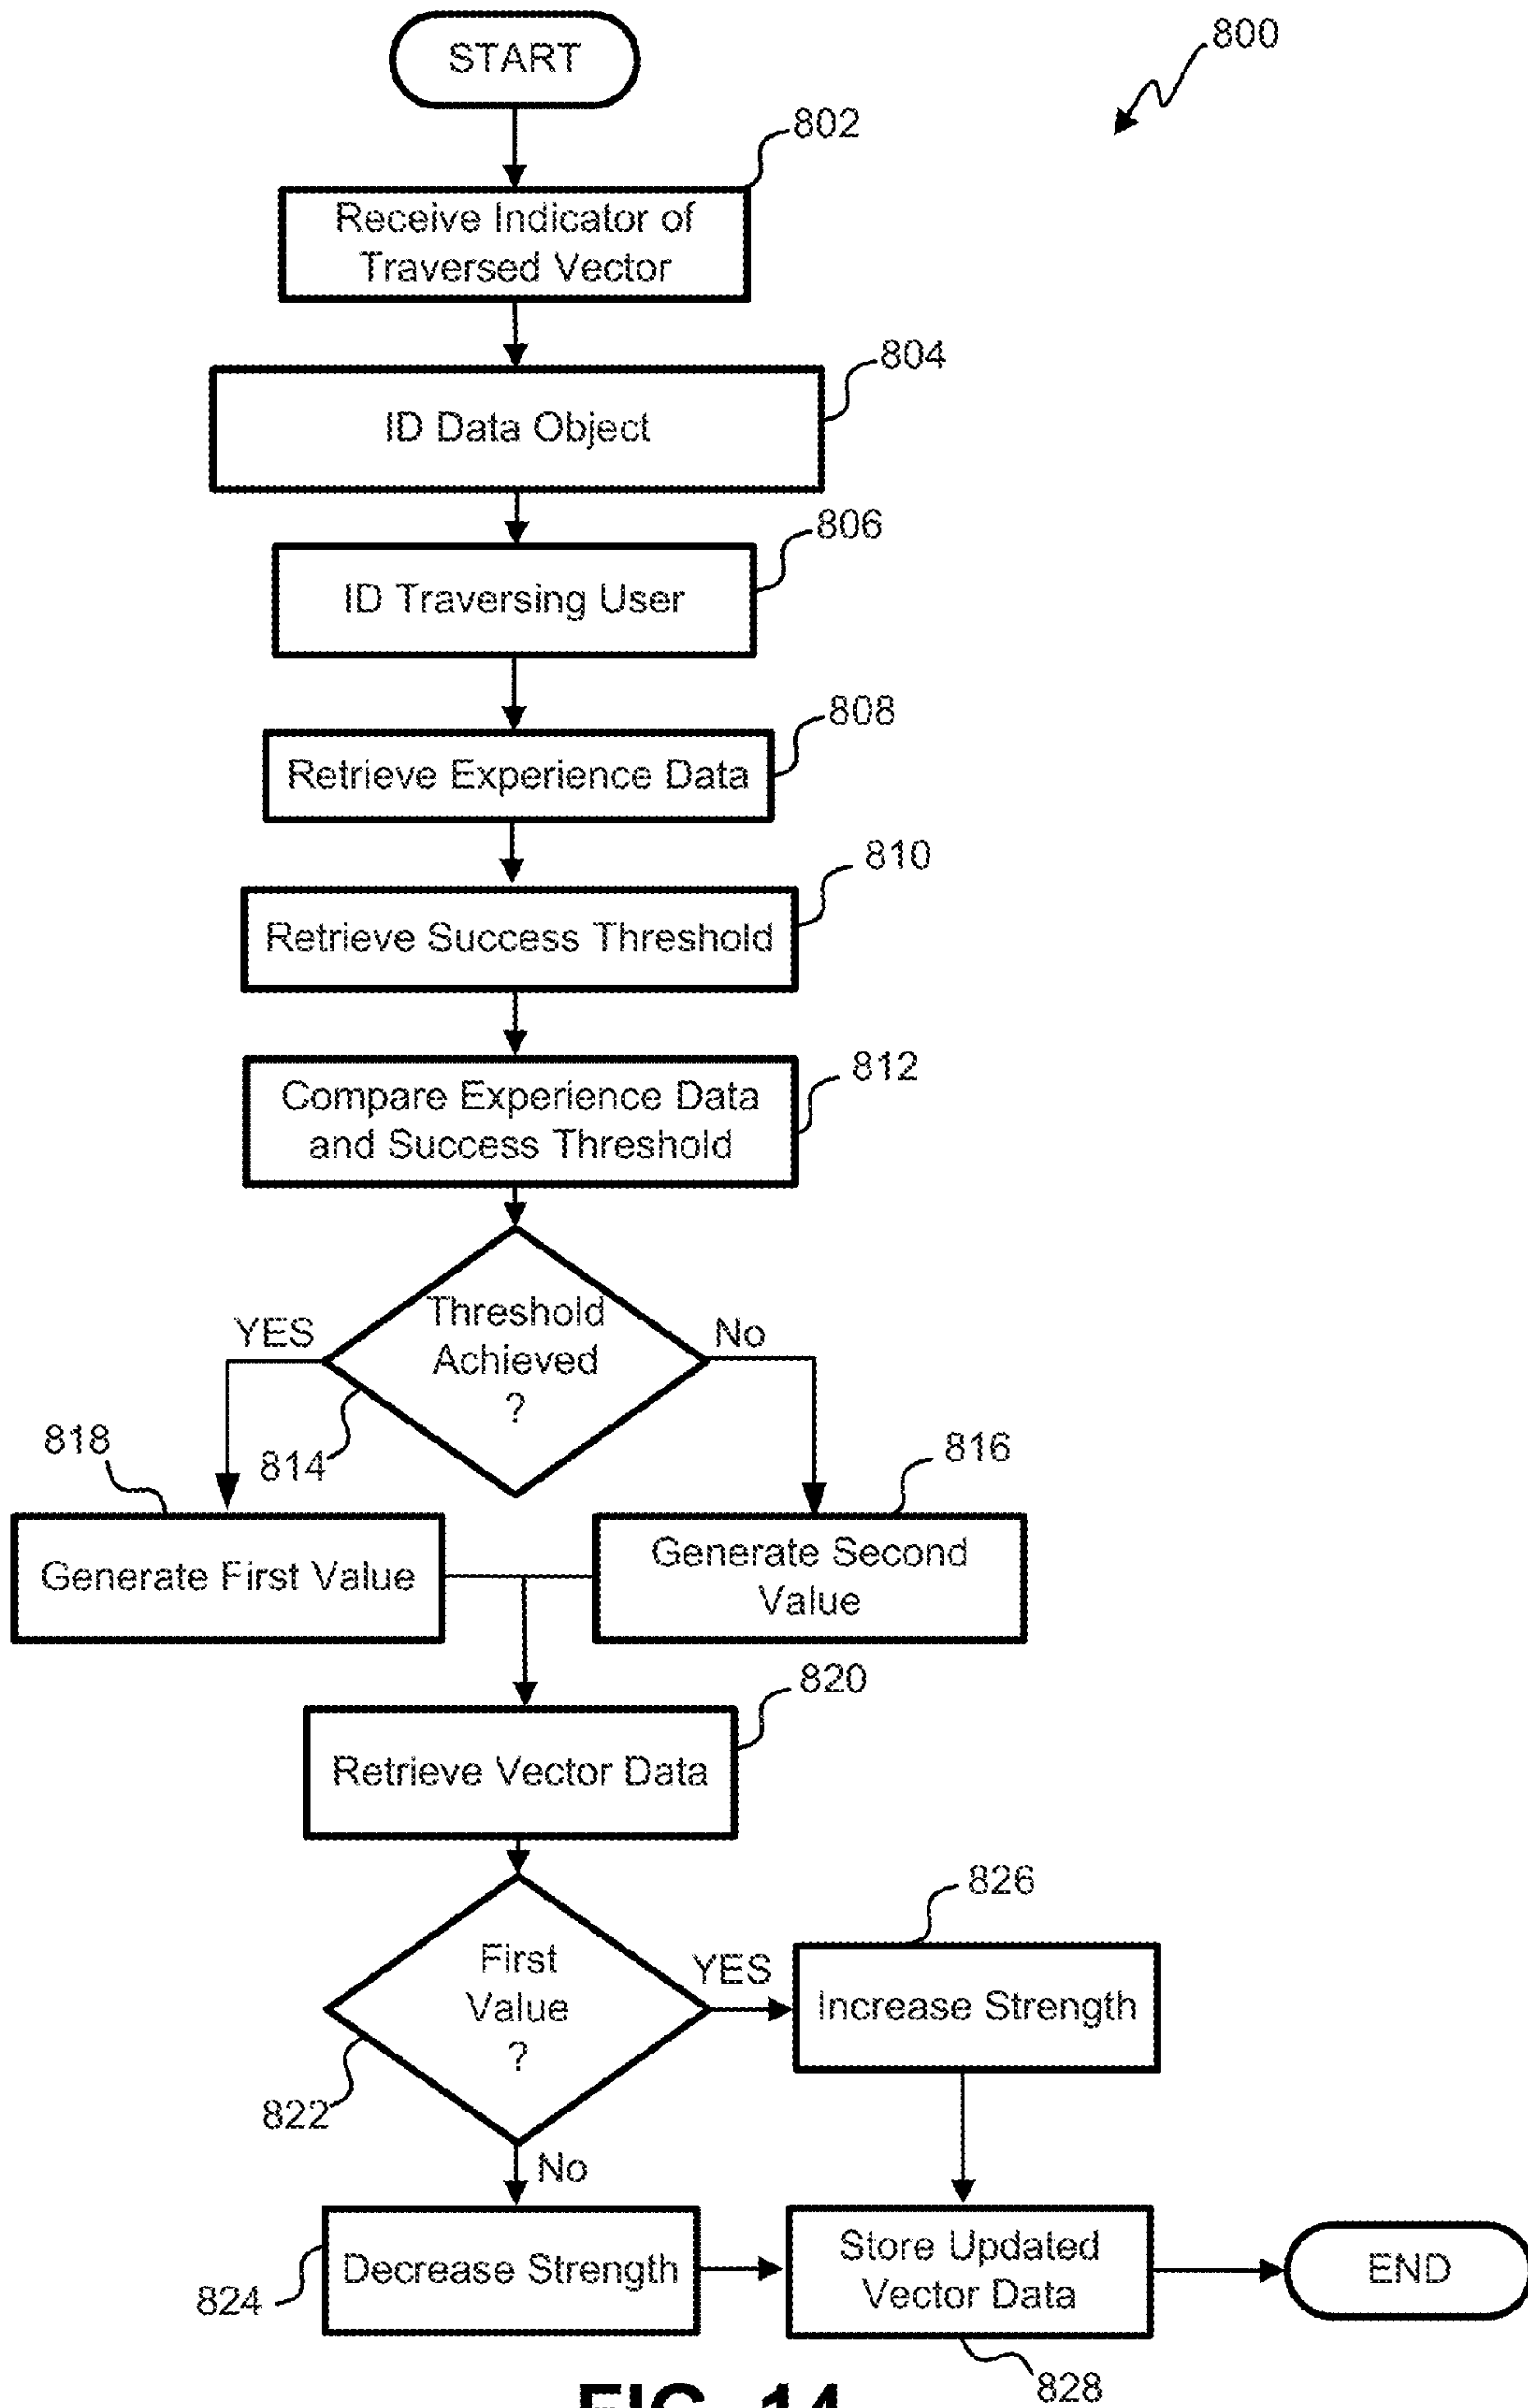 START
800
802
Receive Indicator of
Traversed Vector
804
ID Data Object
806
ID Traversing User
808
Retrieve Experience Data
810
Retrieve Success Threshold
812
Compare Experience Data
and Success Threshold
YES
Threshold
Achieved
?
No
818
814
816
Generate First Value
Generate Second
Value
820
Retrieve Vector Data
826
First
Value
?
YES
Increase Strength
822
No
Decrease Strength
Store Updated
Vector Data
END
824
828
FIG. 14